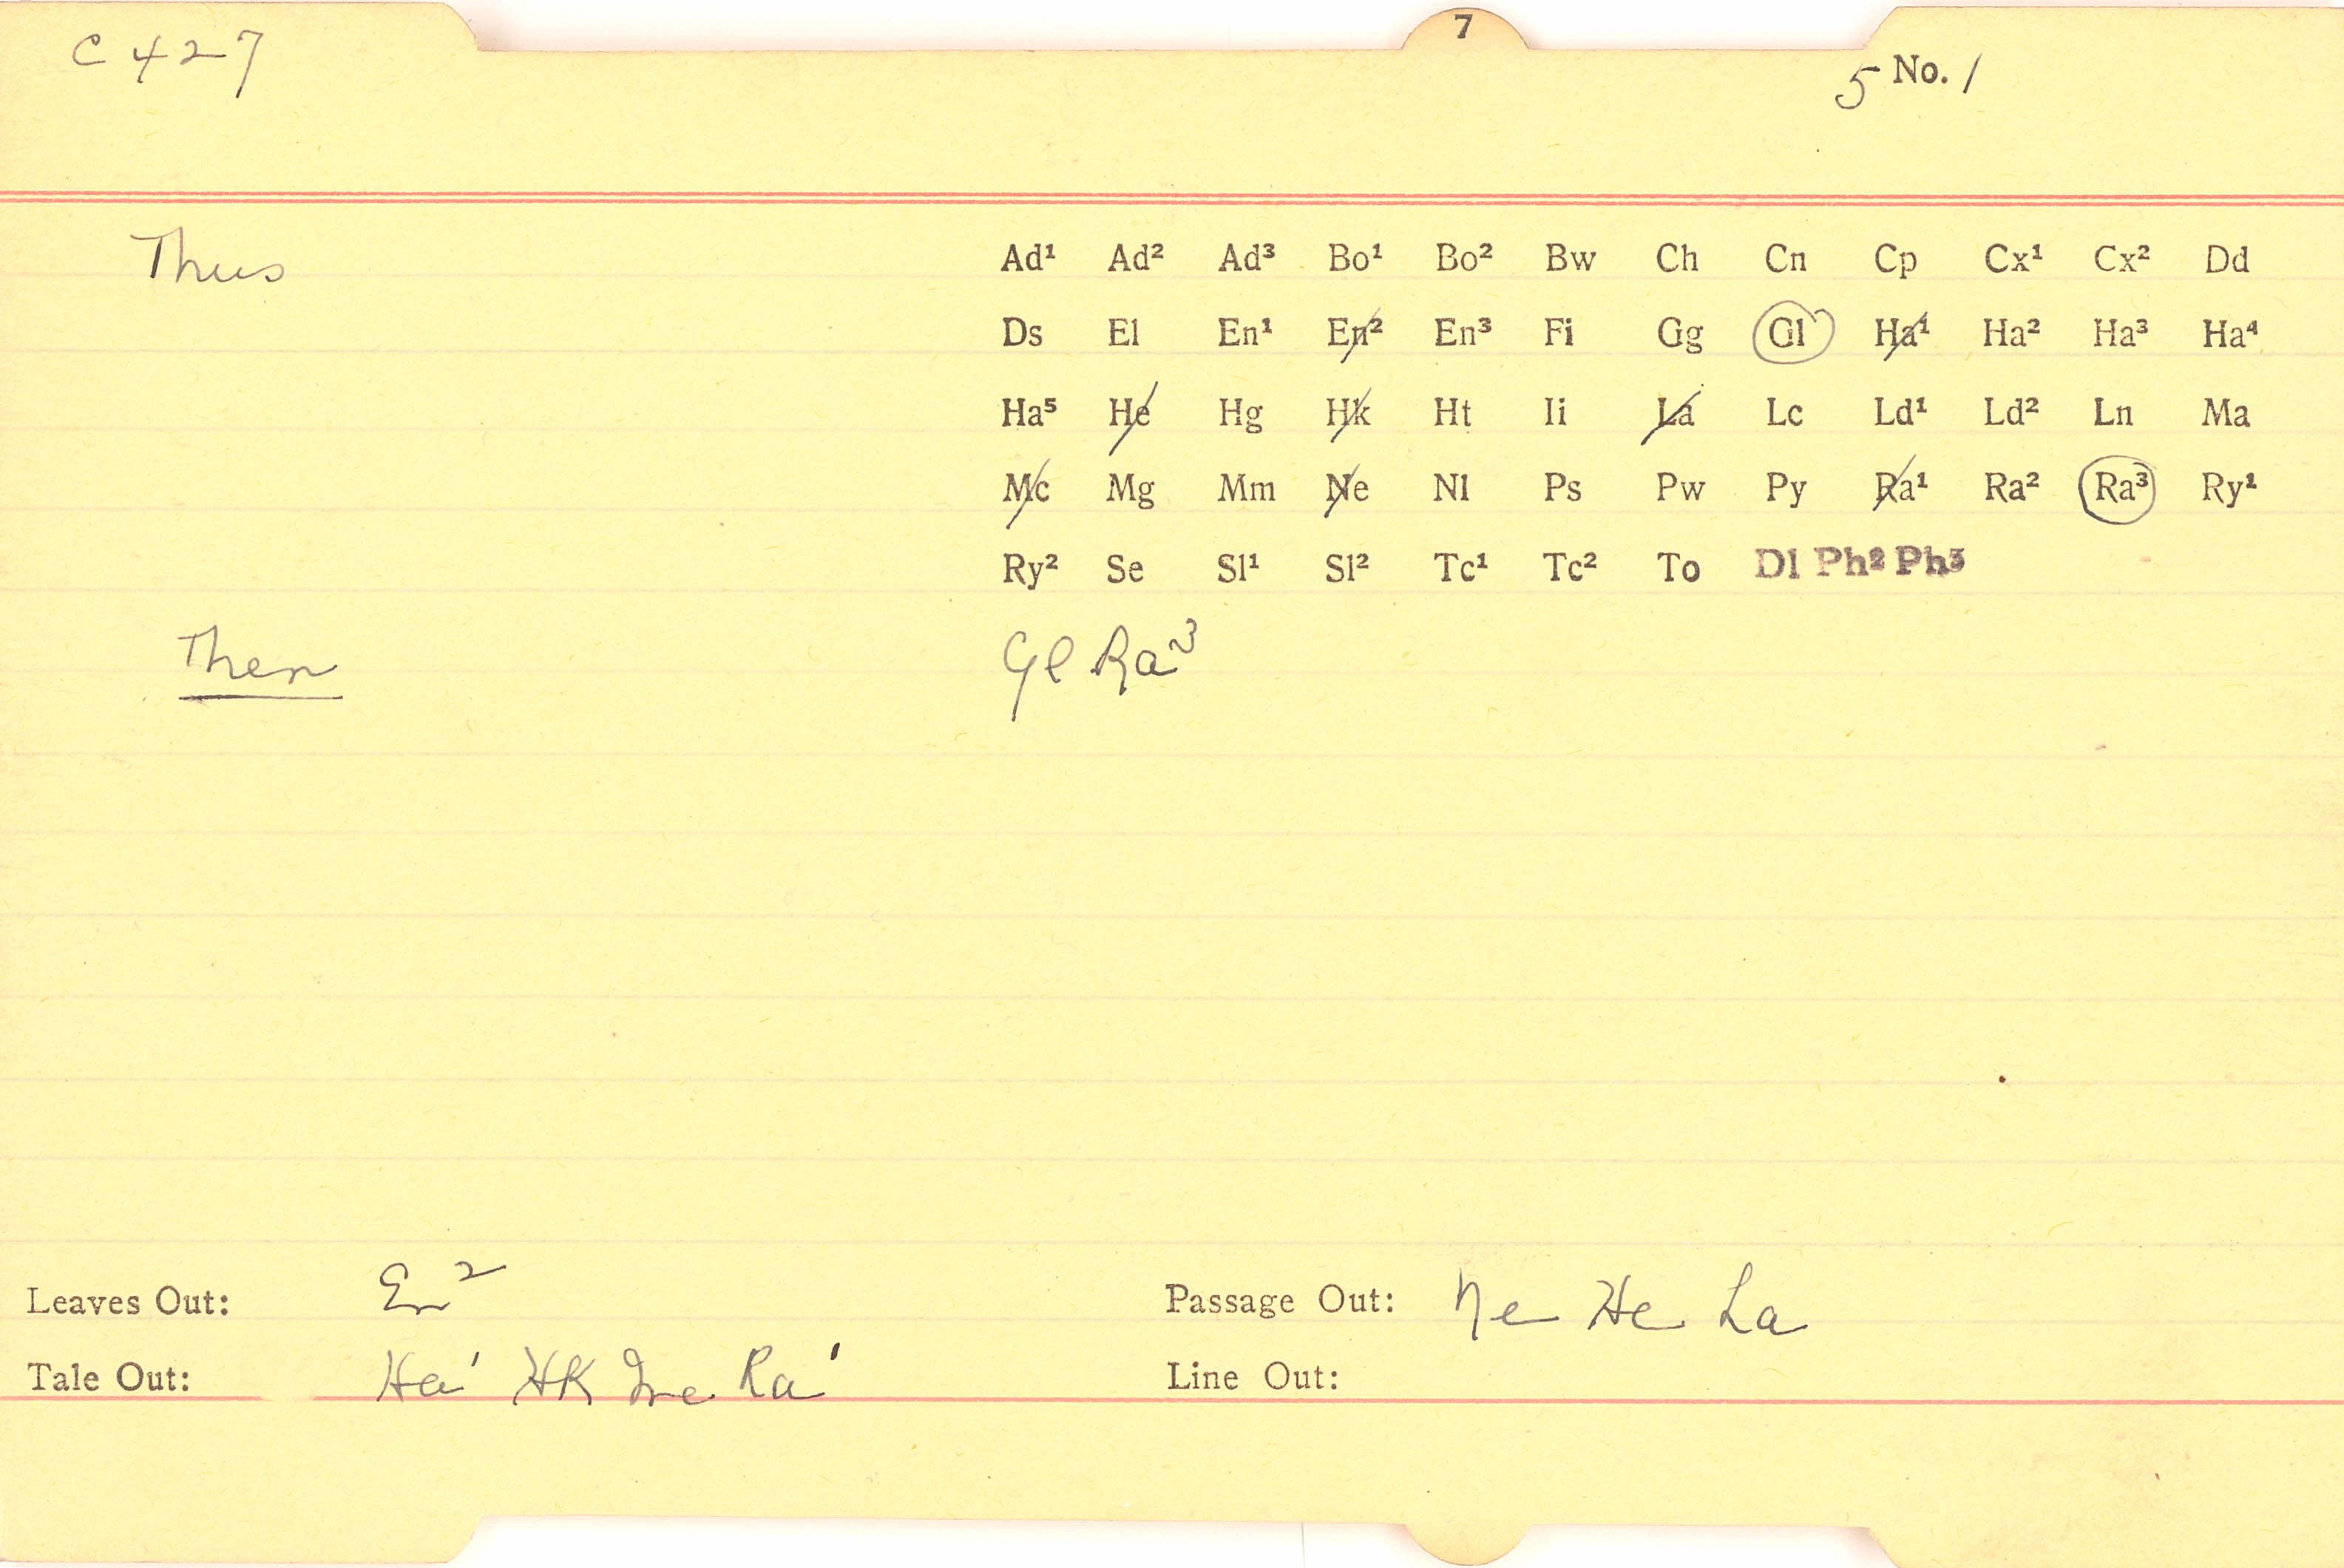 7
C 427
5 No. 1
Thus Ad¹ Ad² Ad³ Bo¹ Bo² Bw Ch Cn Cp Cx¹ Cx² Dd
Ds El En¹ En² En³ Fi Gg Gl Ha¹ Ha² Ha³ Ha⁴
Ha⁵ He Hg Hk Ht Ii La Lc Ld¹ Ld² Ln Ma
Mc Mg Mm Ne Nl Ps Pw Py Ra¹ Ra² Ra³ Ry¹
Ry² Se Sl¹ Sl² Tc¹ Tc² To Dl Ph² Ph³
Then Gl Ra³
Leaves Out: En² Passage Out: Ne He La
Tale Out: Ha¹ HK Mc Ra¹ Line Out: